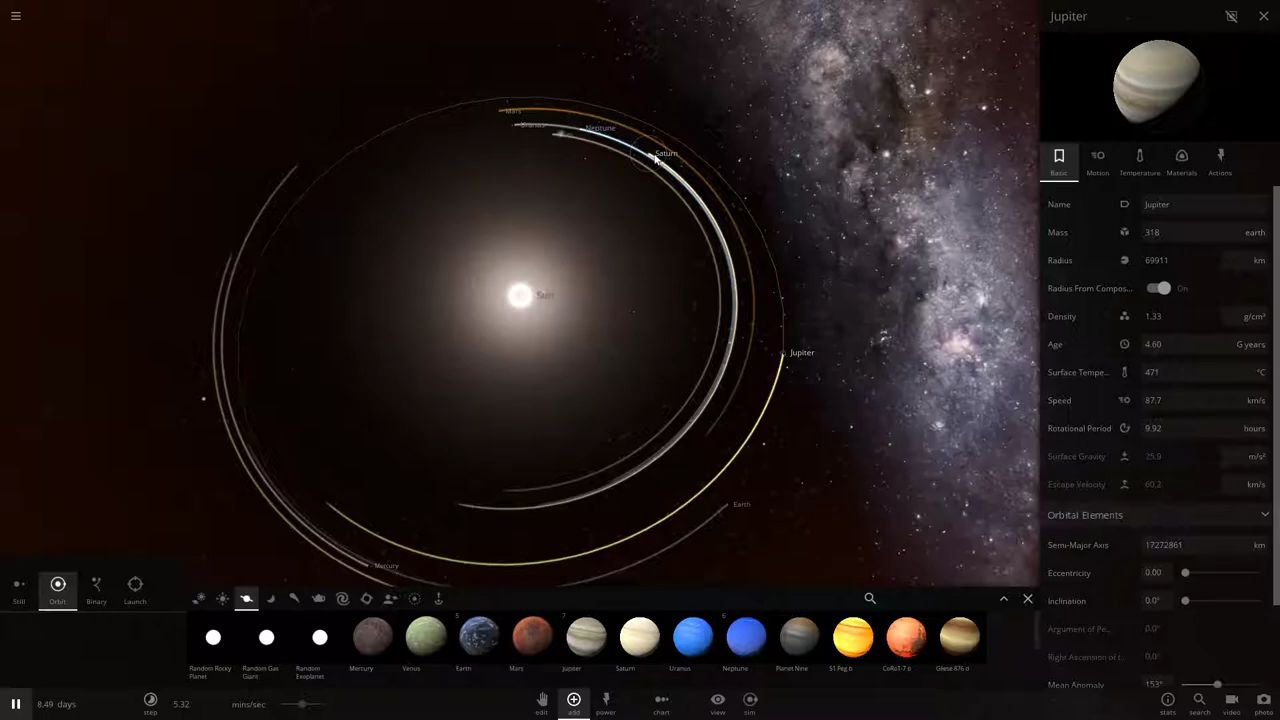 Jupiter
Mars
Uranus
Neptune
Saturn
Sun
Jupiter
Earth
Mercury
Basic
Motion
Temperature
Materials
Actions
Name
Jupiter
Mass
318
earth
Radius
69911
km
Radius From Compos...
On
Density
1.33
g/cm³
Age
4.60
G years
Surface Tempe...
471
°C
Speed
87.7
km/s
Rotational Period
9.92
hours
Surface Gravity
25.9
m/s²
Escape Velocity
60.2
km/s
Orbital Elements
Semi-Major Axis
17272861
km
Eccentricity
0.00
Inclination
0.0°
Argument of Pe...
0.0°
Right Ascension of t...
0.0°
Mean Anomaly
153°
Still
Orbit
Binary
Launch
5
7
6
Random Rocky Planet
Random Gas Giant
Random Exoplanet
Mercury
Venus
Earth
Mars
Jupiter
Saturn
Uranus
Neptune
Planet Nine
51 Peg b
CoRoT-7 b
Gliese 876 d
8.49 days
step
5.32
mins/sec
edit
add
power
chart
view
sim
stats
search
video
photo